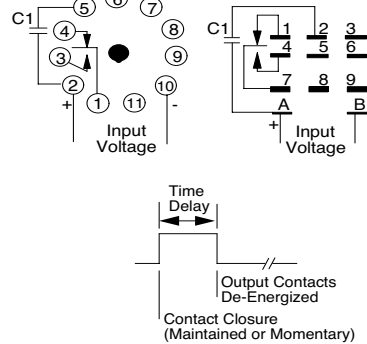 5 6 7
C1 4 8
3 9
2 10
+ 1 11 -
Input
Voltage
C1 1 2 3
4 5 6
7 8 9
A B
+
Input
Voltage
Time
Delay
Output Contacts
De-Energized
Contact Closure
(Maintained or Momentary)